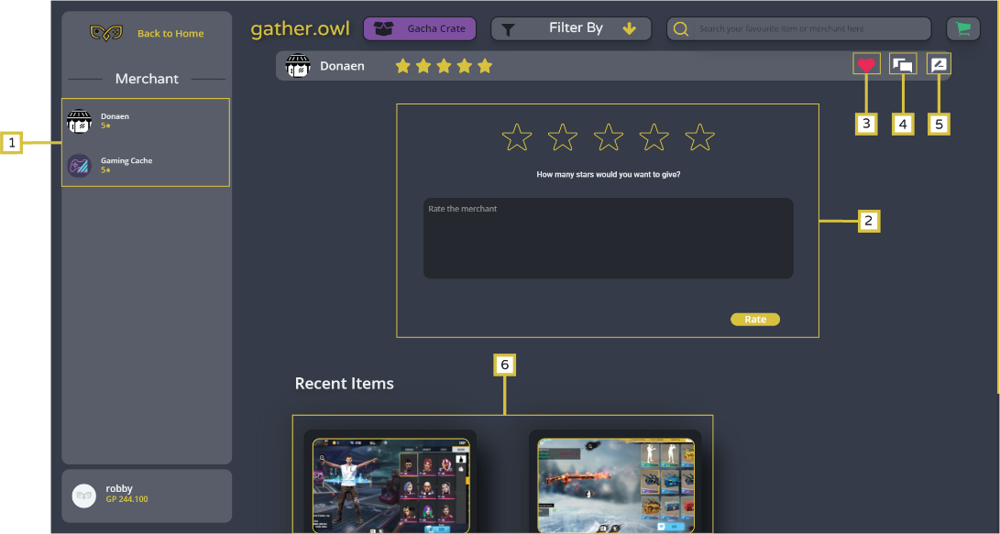 Back to Home
gather.owl
Gacha Crate
Filter By
Search your favourite item or merchant here
Merchant
Donaen
3
4
5
1
Donaen
5★
Gaming Cache
5★
How many stars would you want to give?
Rate the merchant
2
Rate
6
Recent Items
robby
GP 244.100